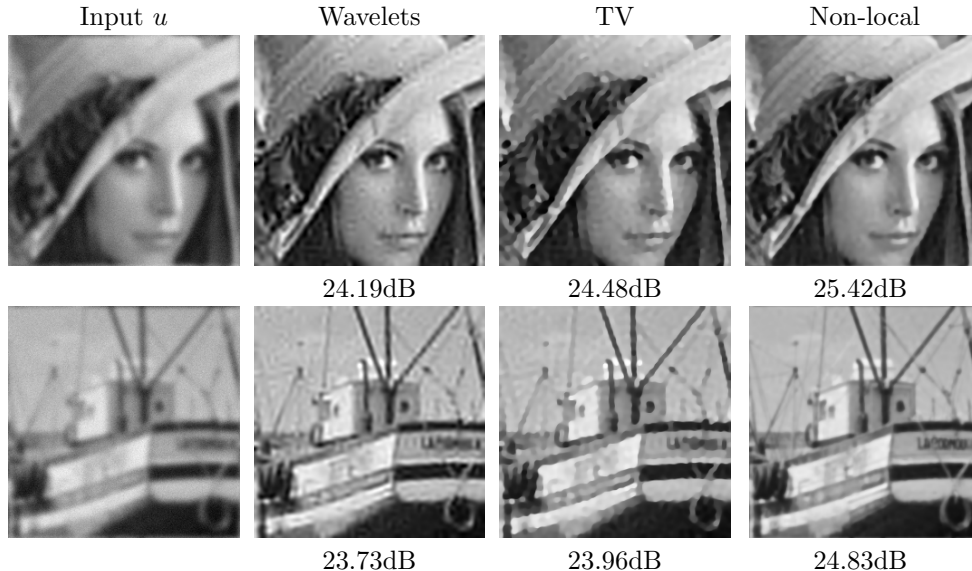 Input u Wavelets TV Non-local
24.19dB 24.48dB 25.42dB
23.73dB 23.96dB 24.83dB